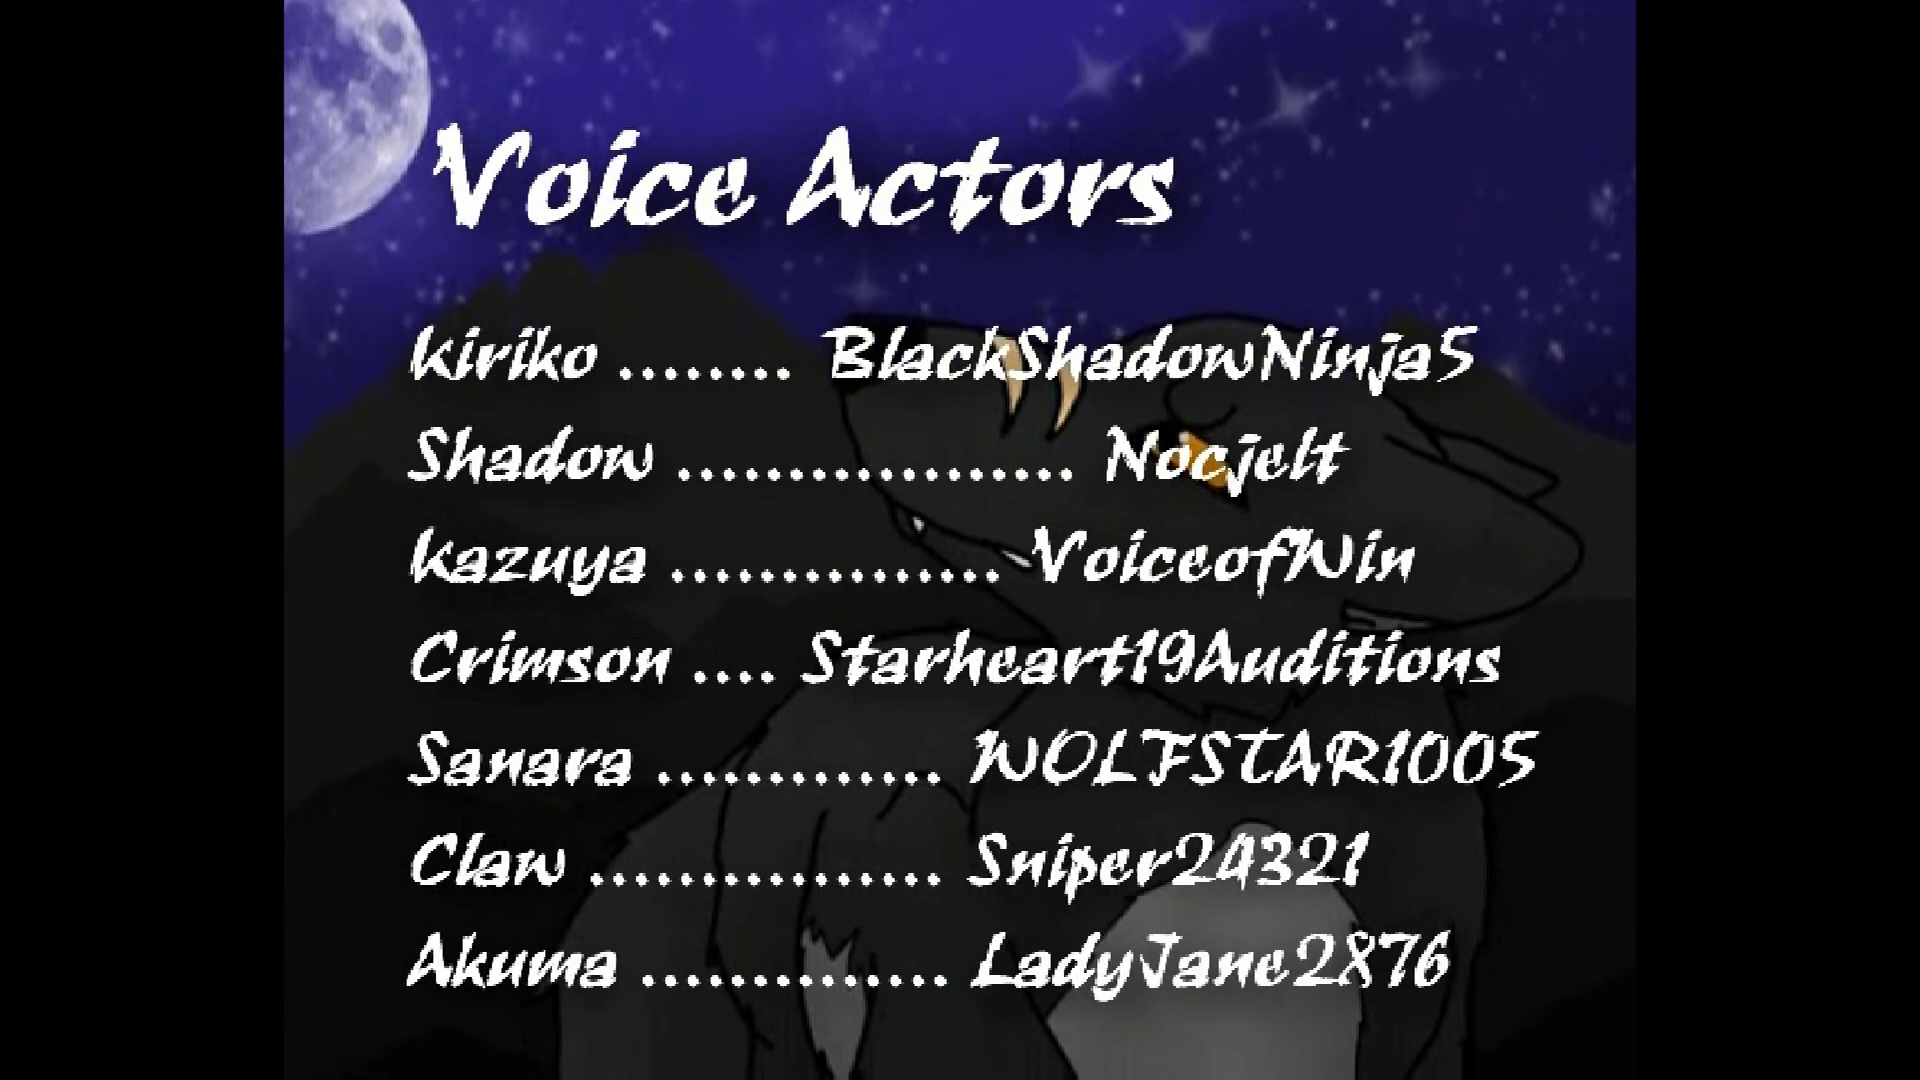 Voice Actors
kiriko ........ BlackShadowNinja5
Shadow .................. Nocjelt
kazuya ............... VoiceofWin
Crimson .... Starheart19Auditions
Sanara ............. WOLFSTAR1005
Claw ................ Sniper24321
Akuma .............. LadyJane2876